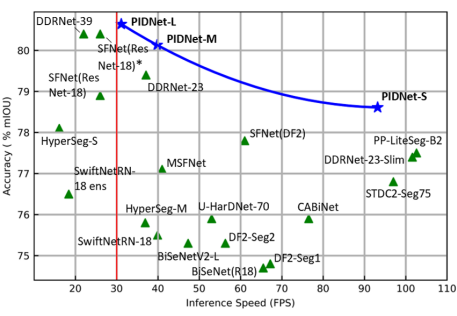 DDRNet-39
PIDNet-L
SFNet(Res
Net-18)*
PIDNet-M
DDRNet-23
SFNet(Res
Net-18)
PIDNet-S
HyperSeg-S
SFNet(DF2)
PP-LiteSeg-B2
DDRNet-23-Slim
MSFNet
SwiftNetRN-
18 ens
STDC2-Seg75
HyperSeg-M
U-HarDNet-70
CABiNet
SwiftNetRN-18
DF2-Seg2
BiSeNetV2-L
DF2-Seg1
BiSeNet(R18)
Accuracy ( % mIOU)
80
79
78
77
76
75
10 20 30 40 50 60 70 80 90 100 110
Inference Speed (FPS)